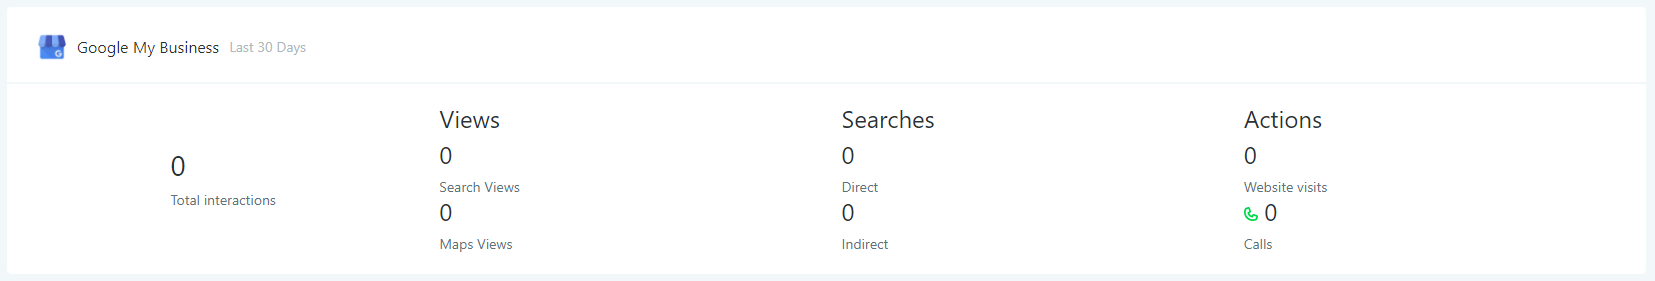 Google My Business Last 30 Days
0
Total interactions
Views
0
Search Views
0
Maps Views
Searches
0
Direct
0
Indirect
Actions
0
Website visits
0
Calls